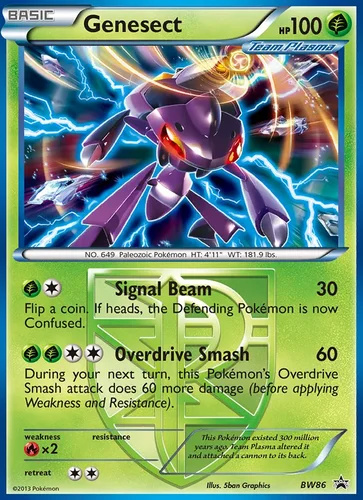 BASIC Genesect HP 100
Team Plasma
NO. 649 Paleozoic Pokémon HT: 4'11" WT: 181.9 lbs.
Signal Beam 30
Flip a coin. If heads, the Defending Pokémon is now
Confused.
Overdrive Smash 60
During your next turn, this Pokémon's Overdrive
Smash attack does 60 more damage (before applying
Weakness and Resistance).
weakness resistance
×2
This Pokémon existed 300 million
years ago. Team Plasma altered it
and attached a cannon to its back.
retreat
©2013 Pokémon Illus. 5ban Graphics BW86 PROMO